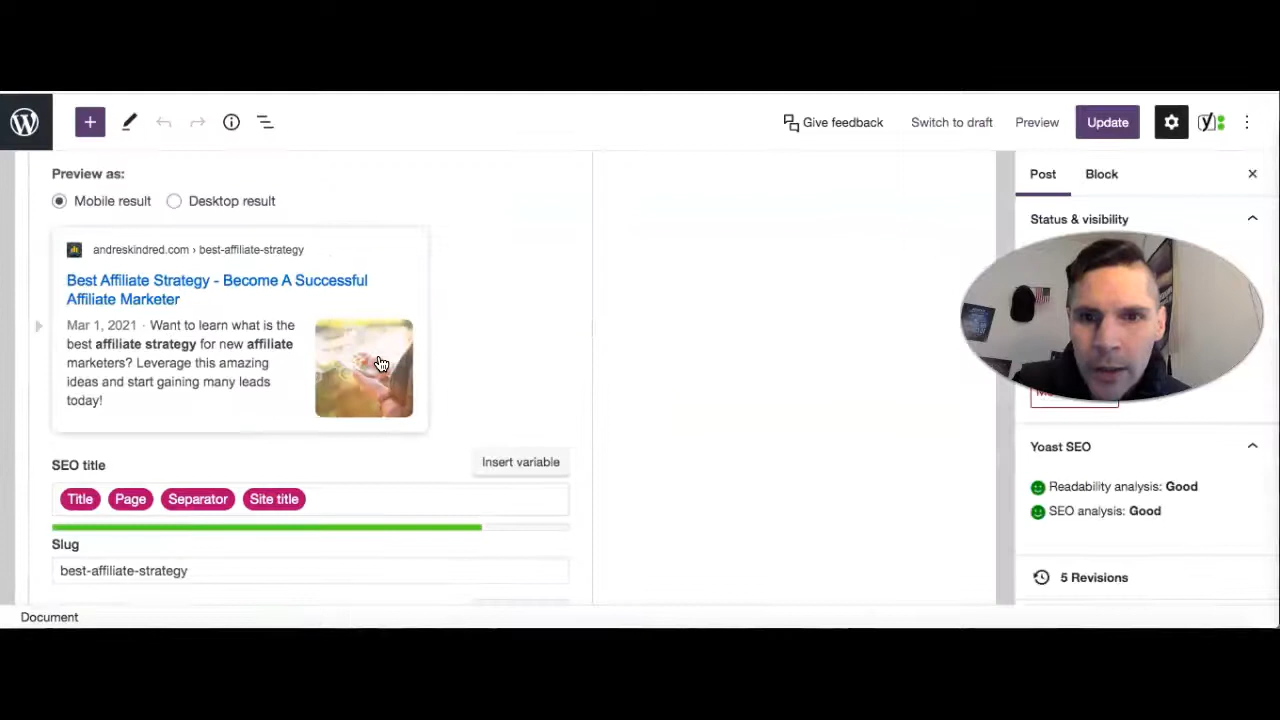 Give feedback
Switch to draft
Preview
Update
Preview as:
Mobile result
Desktop result
andreskindred.com › best-affiliate-strategy
Best Affiliate Strategy - Become A Successful
Affiliate Marketer
Mar 1, 2021 · Want to learn what is the
best affiliate strategy for new affiliate
marketers? Leverage this amazing
ideas and start gaining many leads
today!
SEO title
Insert variable
Title Page Separator Site title
Slug
best-affiliate-strategy
Document
Post
Block
Status & visibility
Yoast SEO
Readability analysis: Good
SEO analysis: Good
5 Revisions